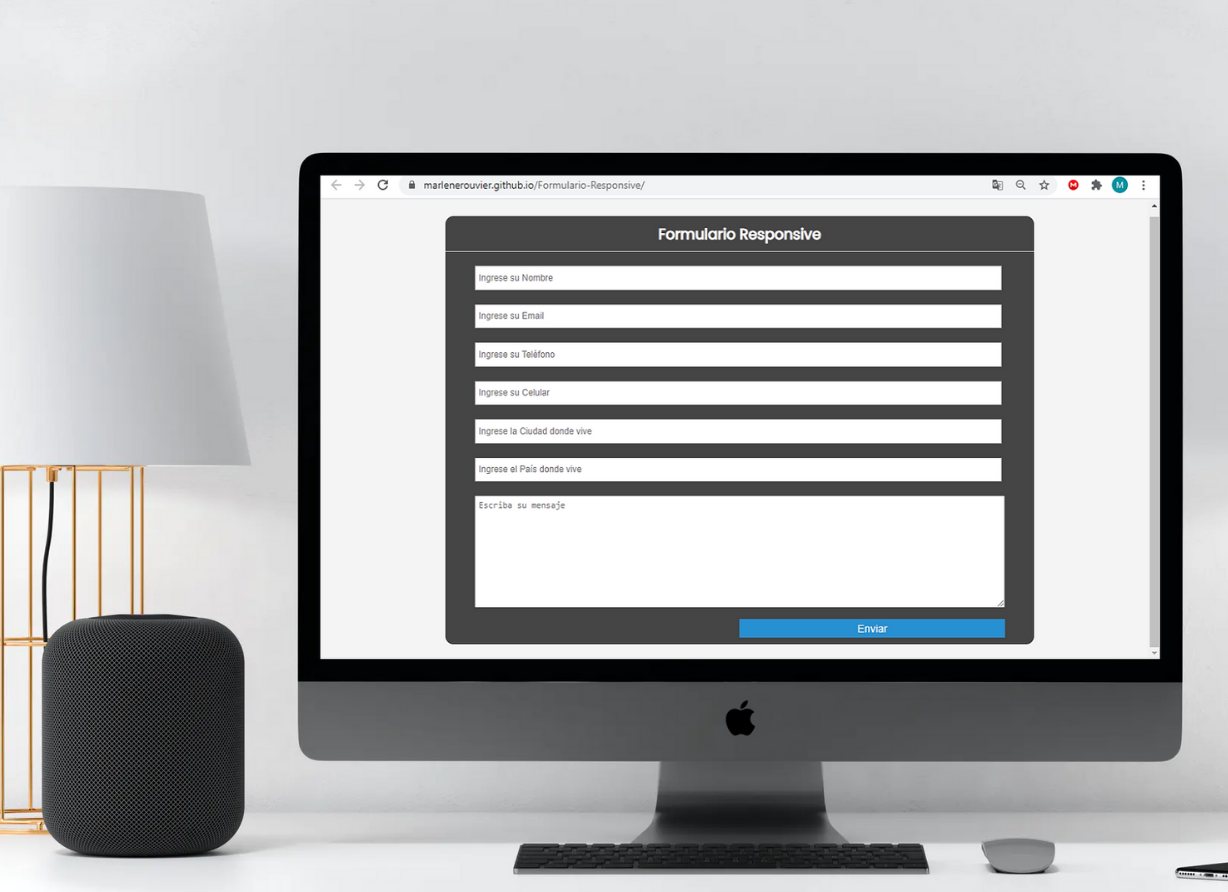 marlenerouvier.github.io/Formulario-Responsive/
M
M
Formulario Responsive
Ingrese su Nombre
Ingrese su Email
Ingrese su Teléfono
Ingrese su Celular
Ingrese la Ciudad donde vive
Ingrese el País donde vive
Escriba su mensaje
Enviar